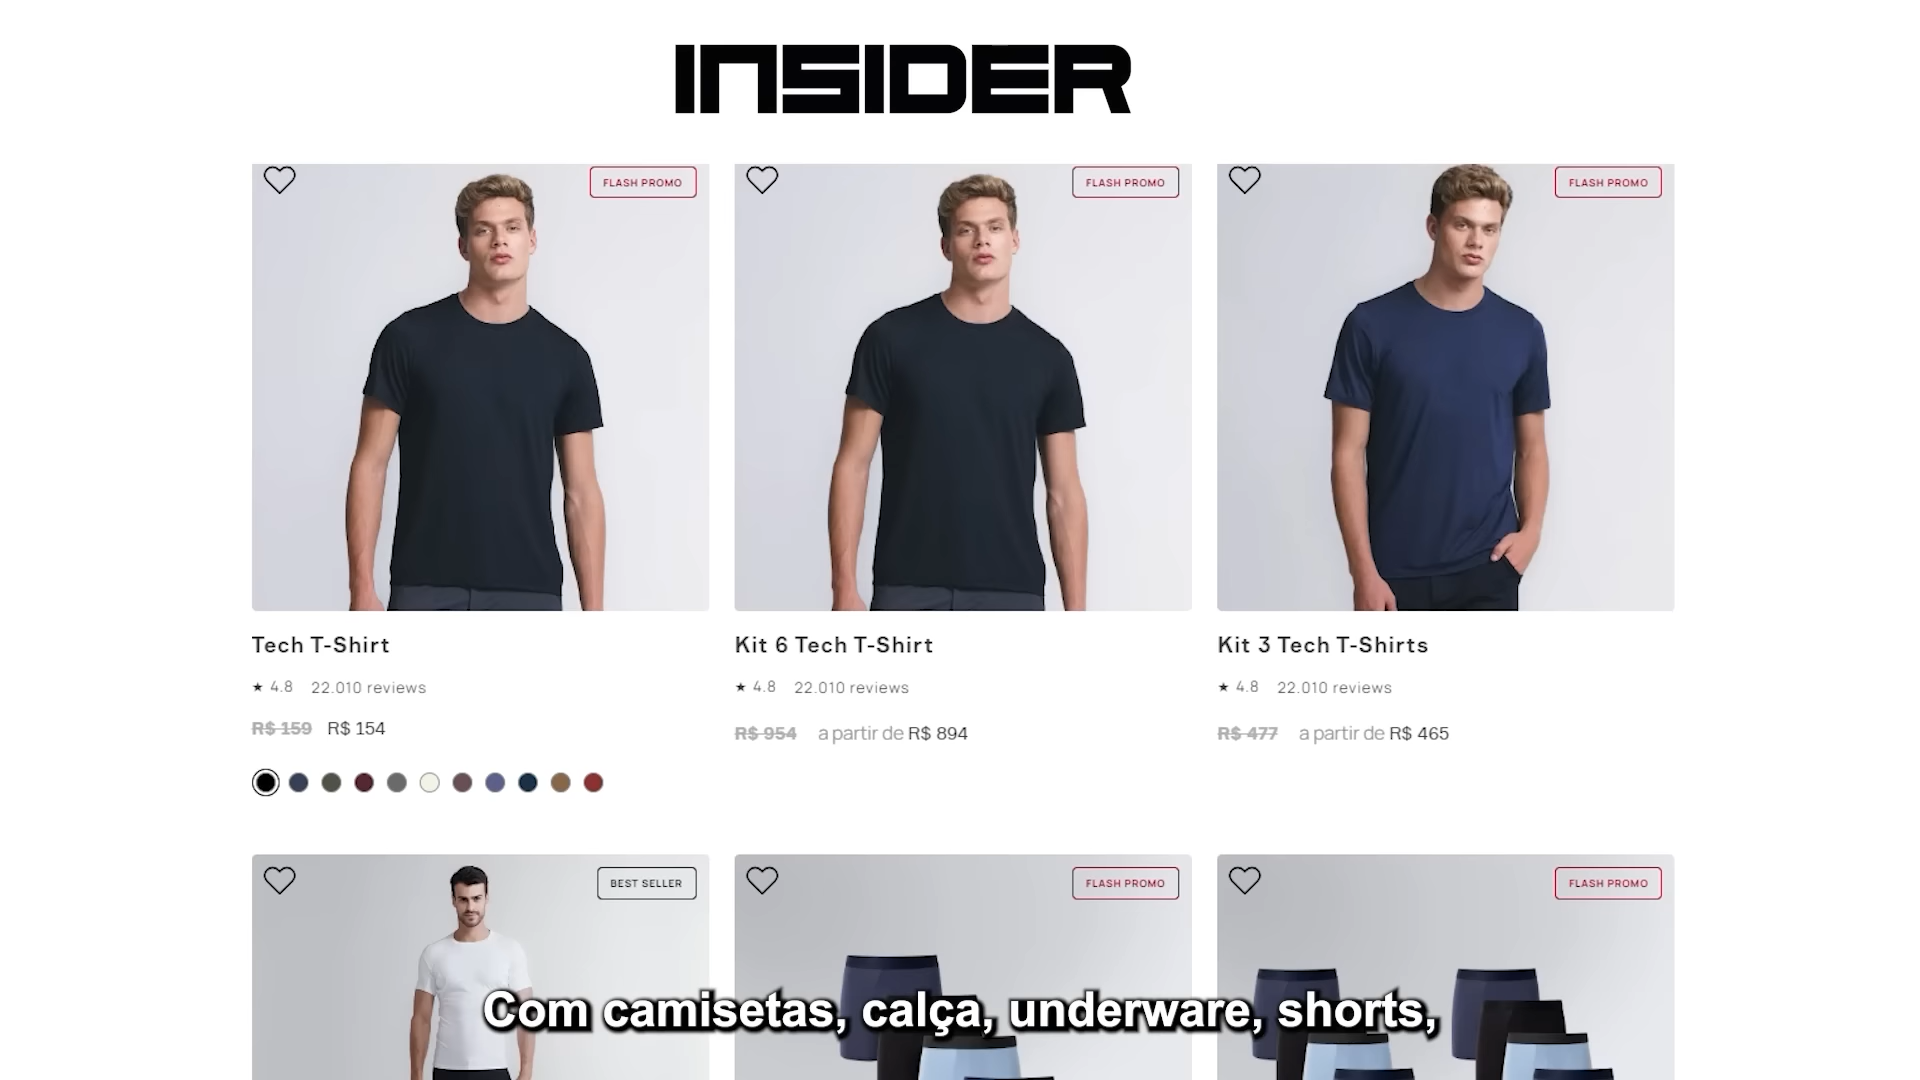 INSIDER
FLASH PROMO
FLASH PROMO
FLASH PROMO
Tech T-Shirt
Kit 6 Tech T-Shirt
Kit 3 Tech T-Shirts
★ 4.8 22.010 reviews
★ 4.8 22.010 reviews
★ 4.8 22.010 reviews
R$ 159 R$ 154
R$ 954 a partir de R$ 894
R$ 477 a partir de R$ 465
BEST SELLER
FLASH PROMO
FLASH PROMO
Com camisetas, calça, underware, shorts,